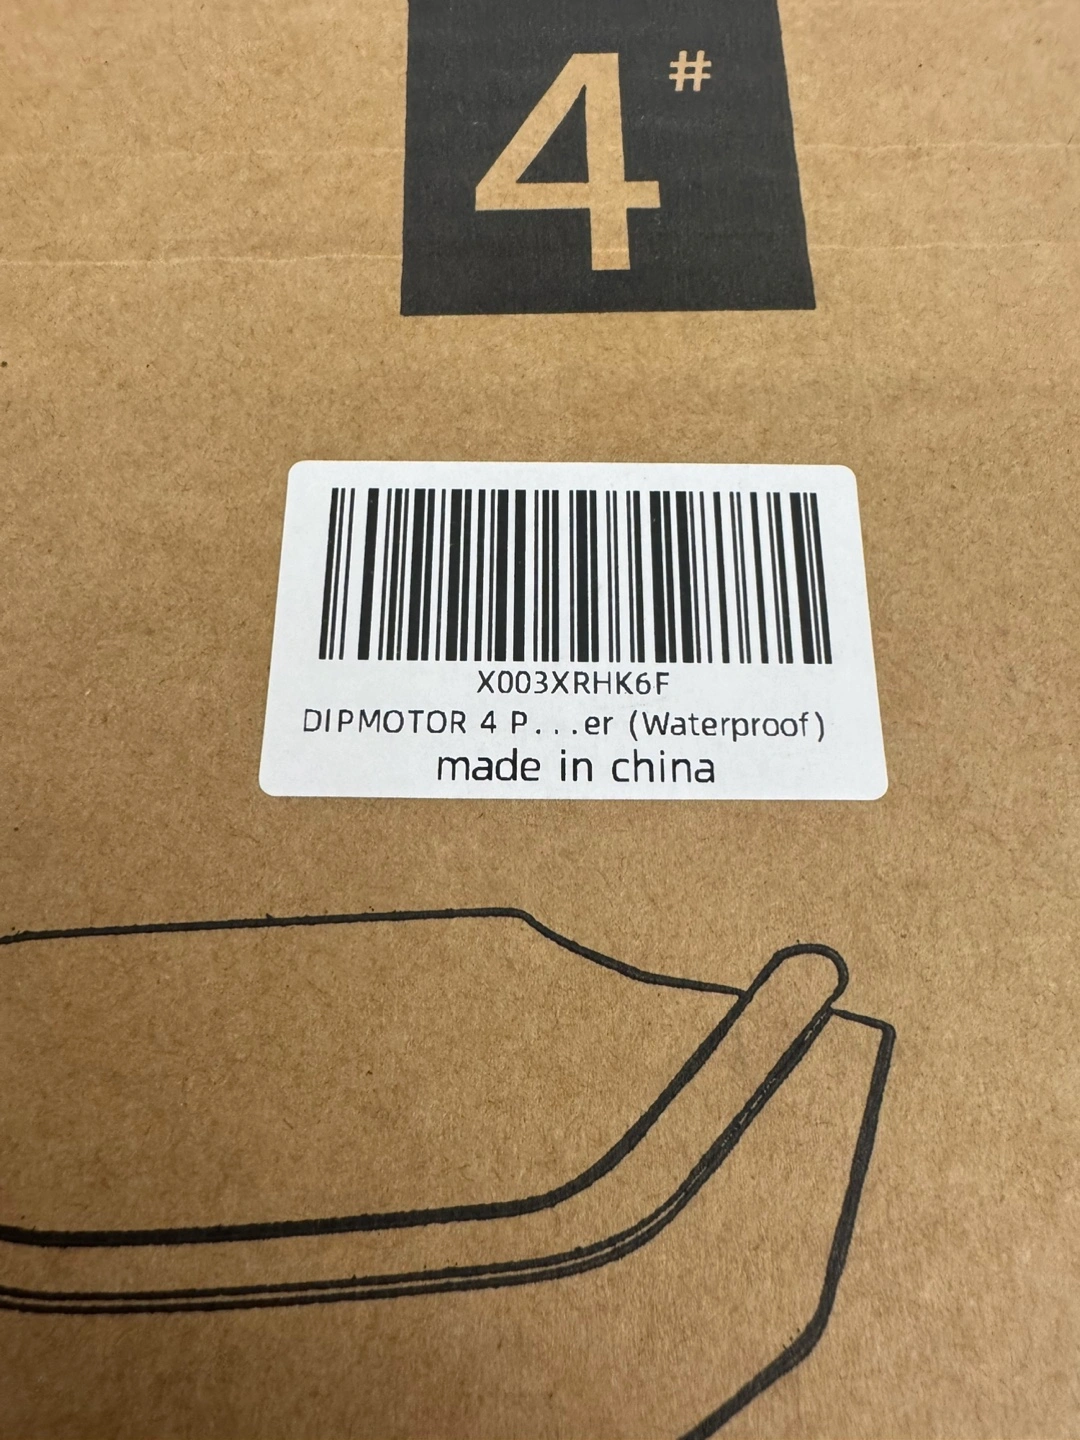 4#
X003XRHK6F
DIPMOTOR 4 P...er (Waterproof)
made in china